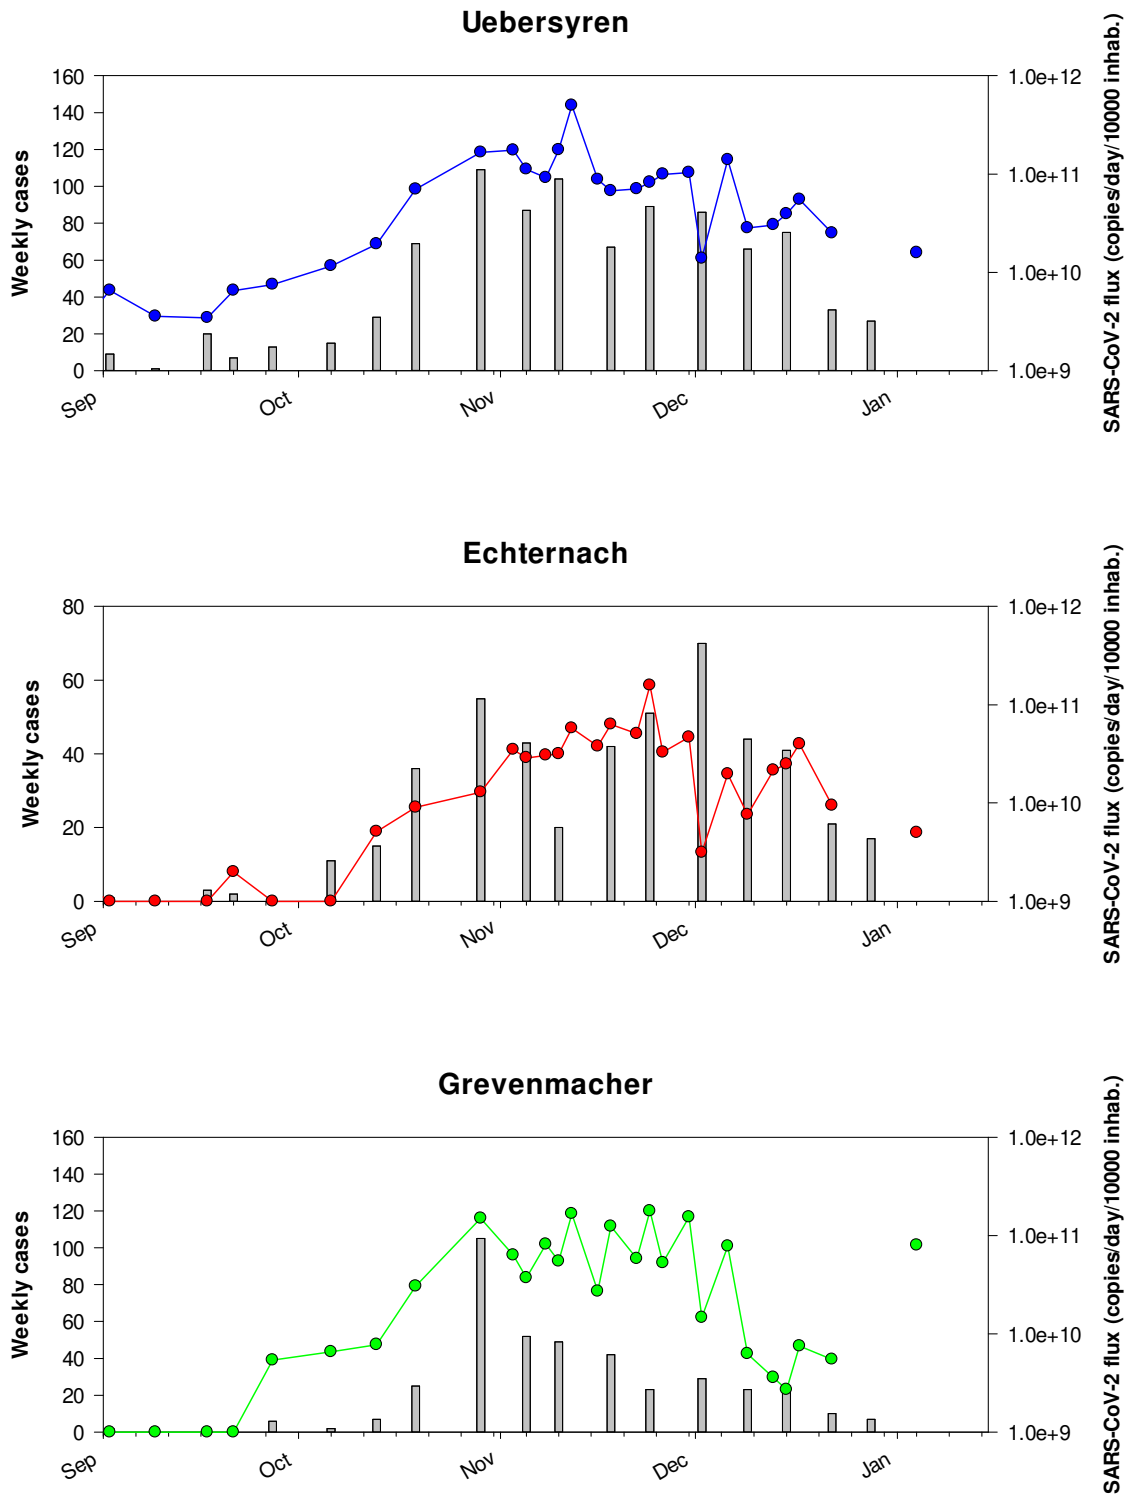 Uebersyren
160
140
120
100
80
60
40
20
0
Weekly cases
1.0e+12
1.0e+11
1.0e+10
1.0e+9
SARS-CoV-2 flux (copies/day/10000 inhab.)
Sep
Oct
Nov
Dec
Jan
Echternach
80
60
40
20
0
Weekly cases
1.0e+12
1.0e+11
1.0e+10
1.0e+9
SARS-CoV-2 flux (copies/day/10000 inhab.)
Sep
Oct
Nov
Dec
Jan
Grevenmacher
160
140
120
100
80
60
40
20
0
Weekly cases
1.0e+12
1.0e+11
1.0e+10
1.0e+9
SARS-CoV-2 flux (copies/day/10000 inhab.)
Sep
Oct
Nov
Dec
Jan